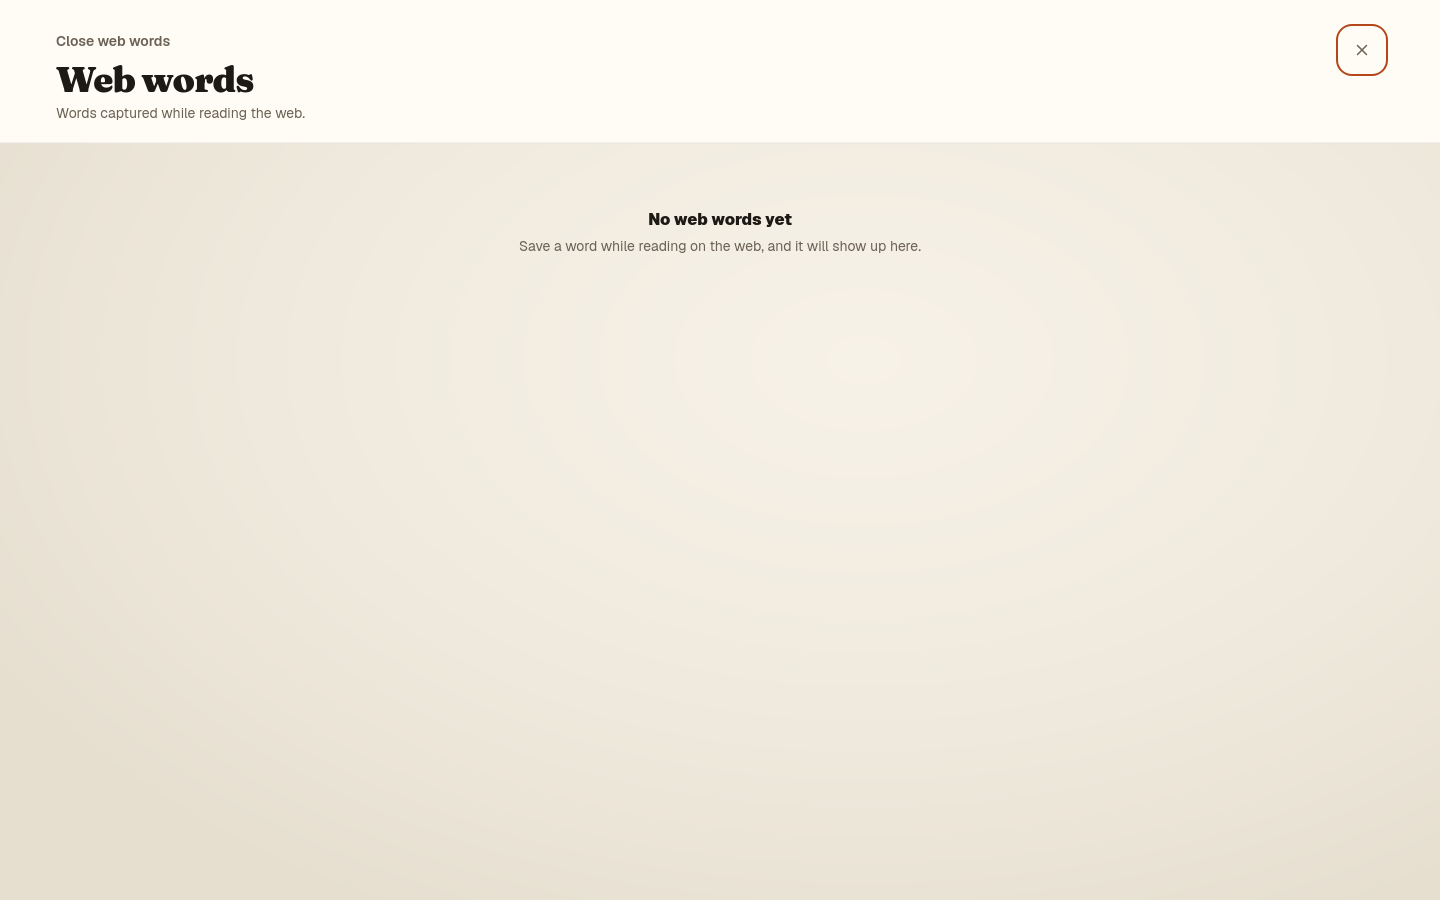 Close web words
Web words
Words captured while reading the web.
No web words yet
Save a word while reading on the web, and it will show up here.